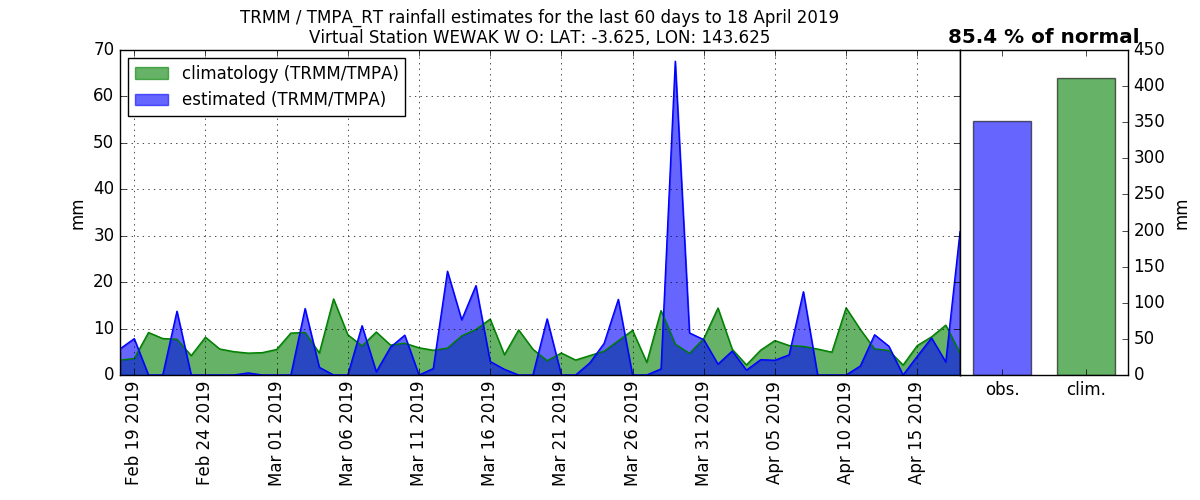 TRMM / TMPA_RT rainfall estimates for the last 60 days to 18 April 2019
Virtual Station WEWAK W O: LAT: -3.625, LON: 143.625
85.4 % of normal
climatology (TRMM/TMPA)
estimated (TRMM/TMPA)
70
60
50
40
30
20
10
0
mm
Feb 19 2019
Feb 24 2019
Mar 01 2019
Mar 06 2019
Mar 11 2019
Mar 16 2019
Mar 21 2019
Mar 26 2019
Mar 31 2019
Apr 05 2019
Apr 10 2019
Apr 15 2019
450
400
350
300
250
200
150
100
50
0
mm
obs.
clim.